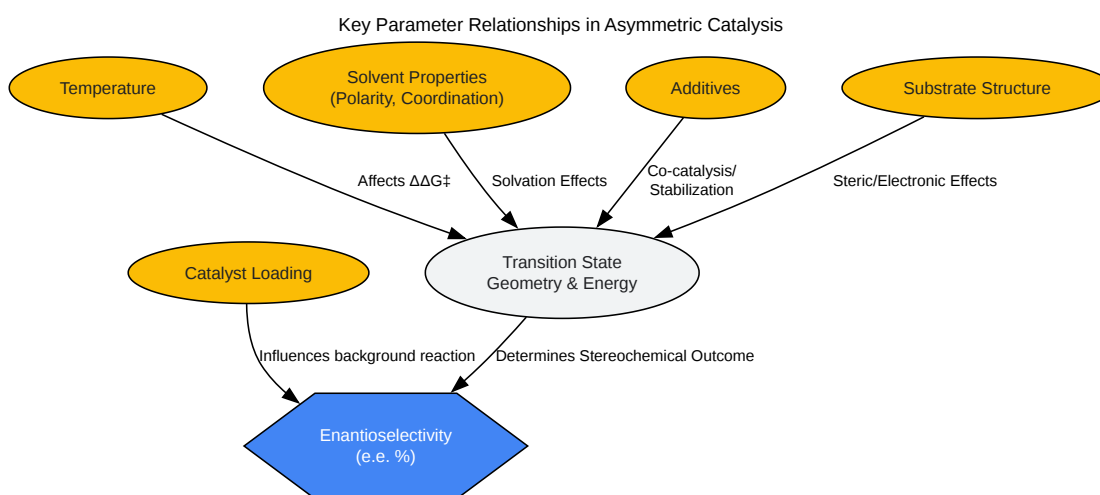 Key Parameter Relationships in Asymmetric Catalysis
Temperature
Solvent Properties
(Polarity, Coordination)
Additives
Substrate Structure
Affects ΔΔG‡
Solvation Effects
Co-catalysis/
Stabilization
Steric/Electronic Effects
Catalyst Loading
Transition State
Geometry & Energy
Influences background reaction
Determines Stereochemical Outcome
Enantioselectivity
(e.e. %)